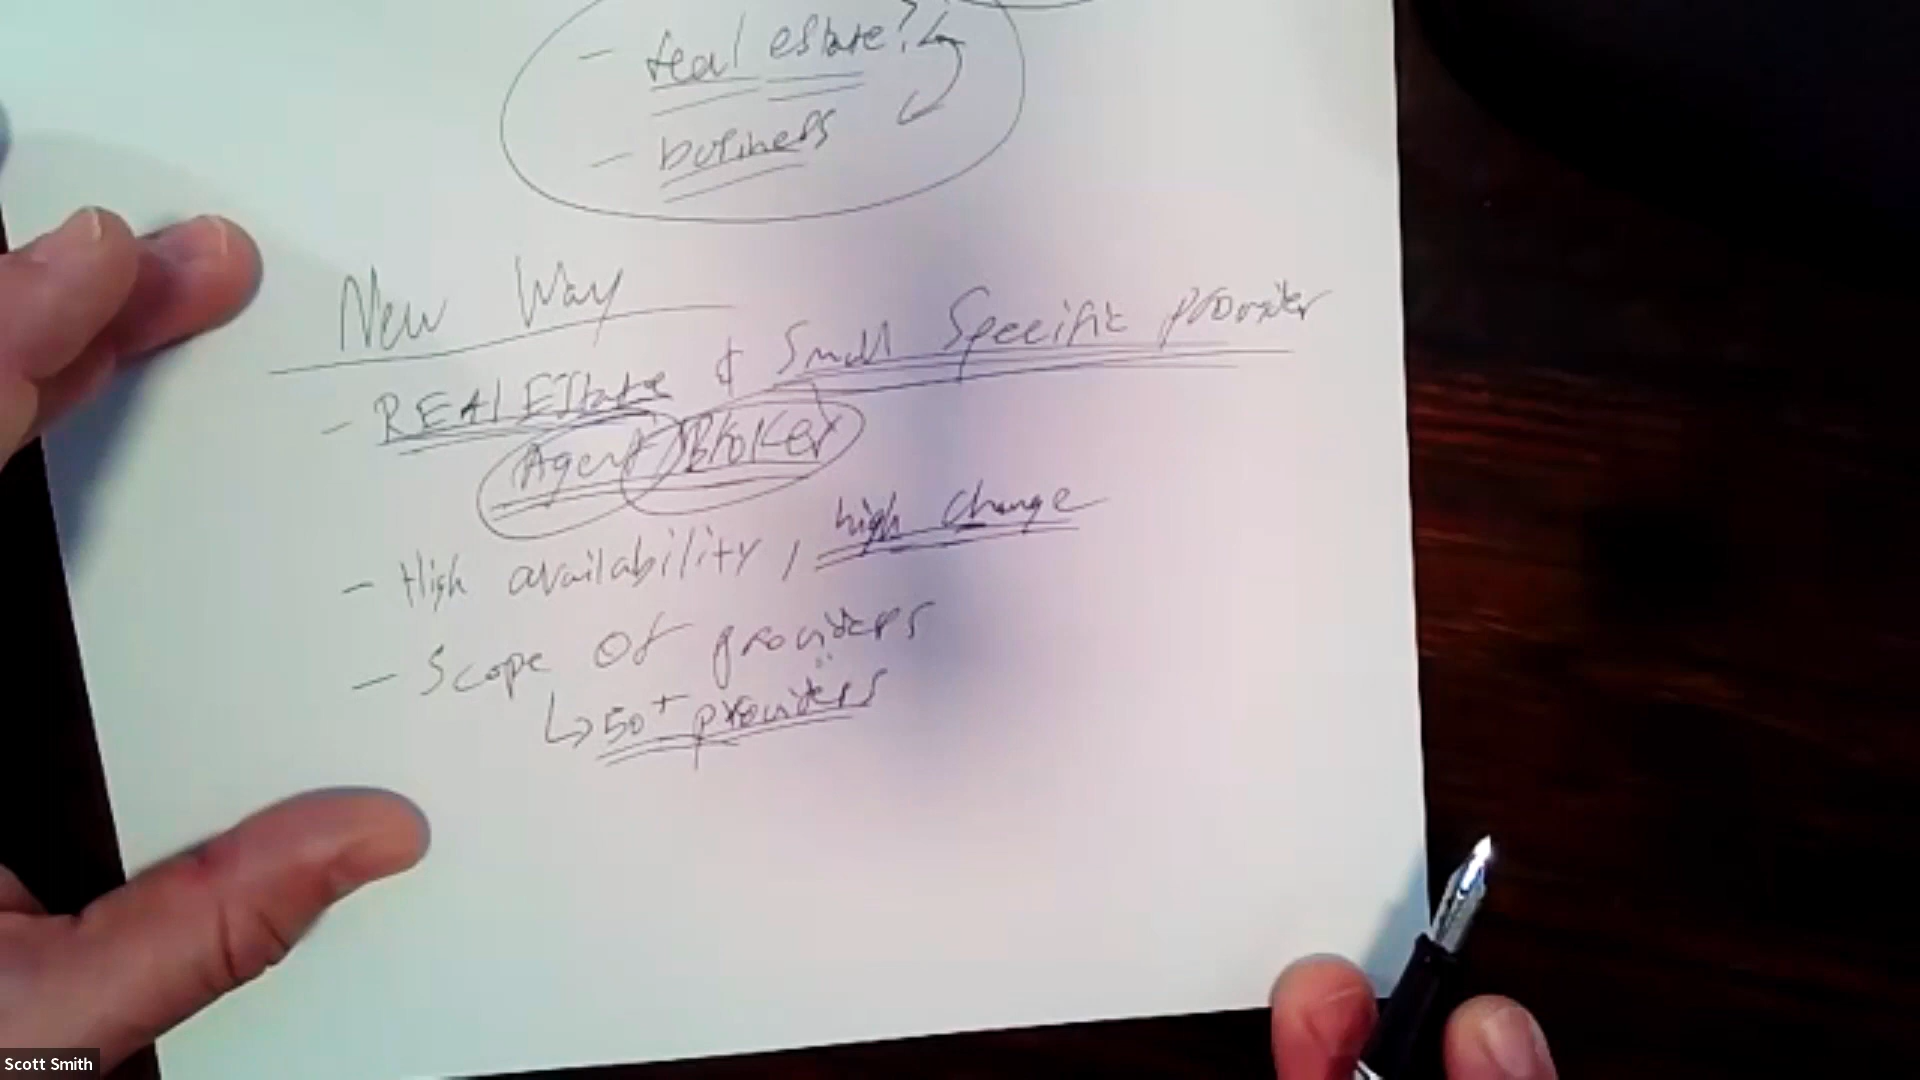 - real estate?
- business
New Way
- REAl EState & Small Specific provider
Agent Broker
- High availability, high change
- Scope Of providers
↳ 50+ providers
Scott Smith